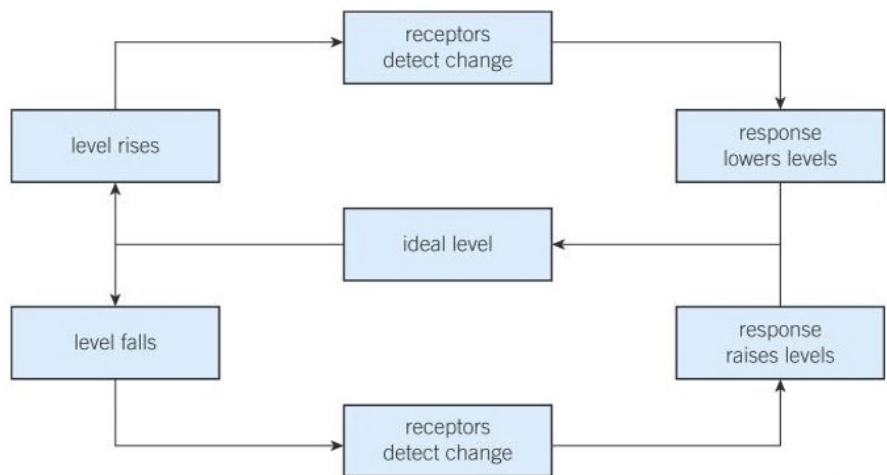 receptors
detect change
level rises
response
lowers levels
ideal level
level falls
response
raises levels
receptors
detect change